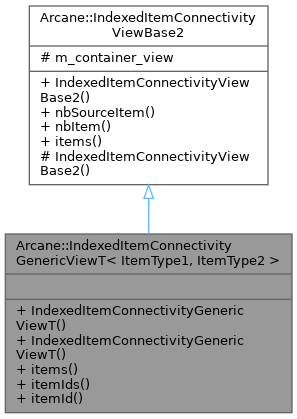 Arcane::IndexedItemConnectivity
ViewBase2
# m_container_view
+ IndexedItemConnectivityView
Base2()
+ nbSourceItem()
+ nbItem()
+ items()
# IndexedItemConnectivityView
Base2()
Arcane::IndexedItemConnectivity
GenericViewT< ItemType1, ItemType2 >
+ IndexedItemConnectivityGeneric
ViewT()
+ IndexedItemConnectivityGeneric
ViewT()
+ items()
+ itemIds()
+ itemId()